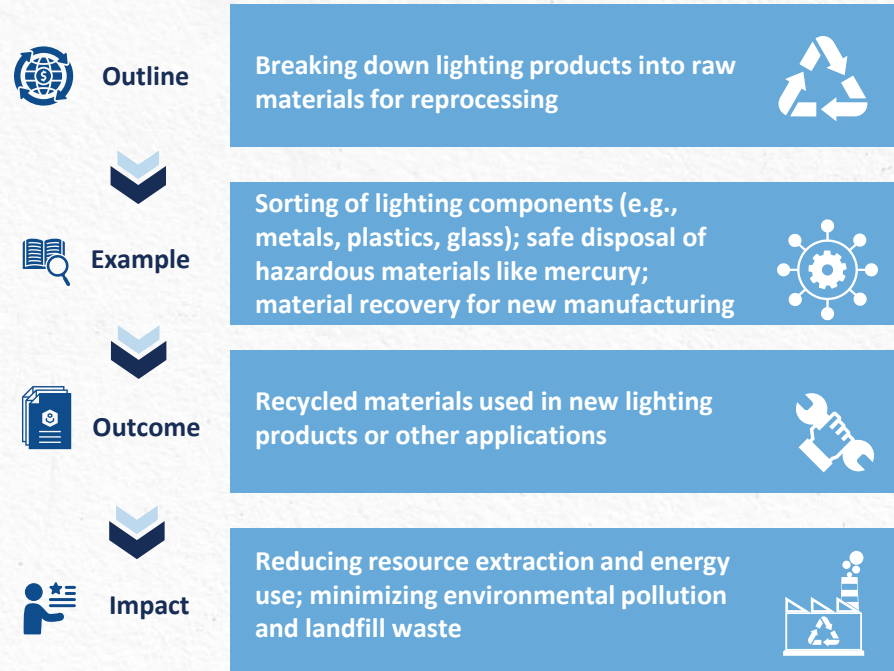 Outline
Breaking down lighting products into raw
materials for reprocessing
Example
Sorting of lighting components (e.g.,
metals, plastics, glass); safe disposal of
hazardous materials like mercury;
material recovery for new manufacturing
Outcome
Recycled materials used in new lighting
products or other applications
Impact
Reducing resource extraction and energy
use; minimizing environmental pollution
and landfill waste